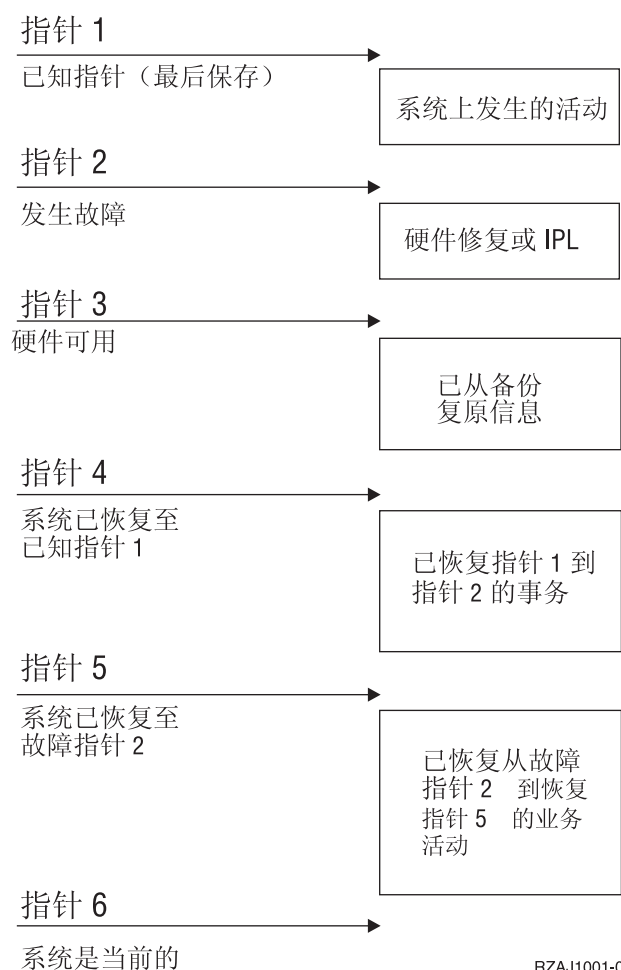 指针 1
已知指针（最后保存）
系统上发生的活动
指针 2
发生故障
硬件修复或 IPL
指针 3
硬件可用
已从备份
复原信息
指针 4
系统已恢复至
已知指针 1
已恢复指针 1 到
指针 2 的事务
指针 5
系统已恢复至
故障指针 2
已恢复从故障
指针 2 到恢复
指针 5 的业务
活动
指针 6
系统是当前的
RZAJ1001-0